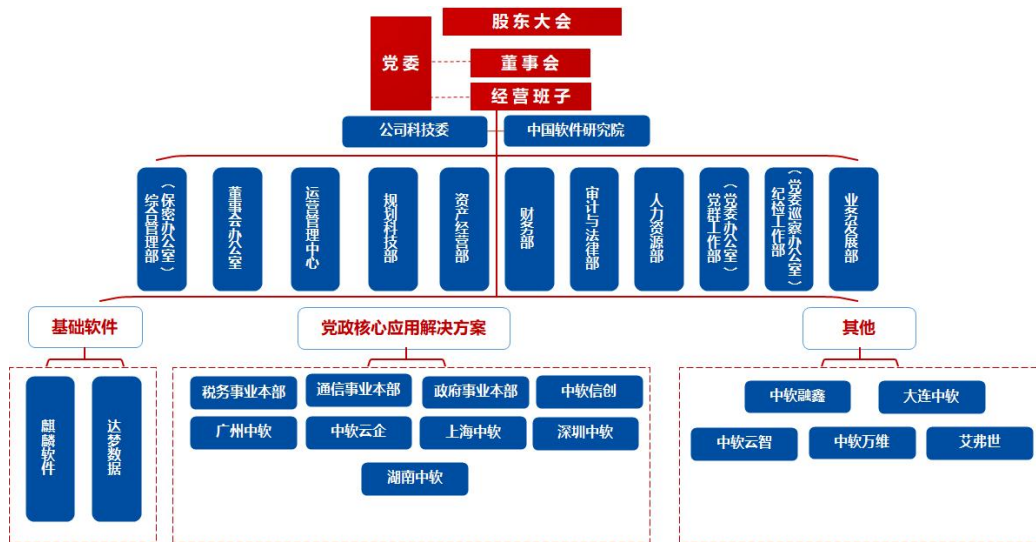 股东大会
党委
董事会
经营班子
公司科技委
中国软件研究院
综合管理部
（保密办公室）
董事会办公室
运营管理中心
规划科技部
资产经营部
财务部
审计与法律部
人力资源部
党群工作部
（党委办公室）
纪检工作部
（党委巡察办公室）
业务发展部
基础软件
党政核心应用解决方案
其他
麒麟软件
达梦数据
税务事业本部
通信事业本部
政府事业本部
中软信创
广州中软
中软云企
上海中软
深圳中软
湖南中软
中软融鑫
大连中软
中软云智
中软万维
艾弗世